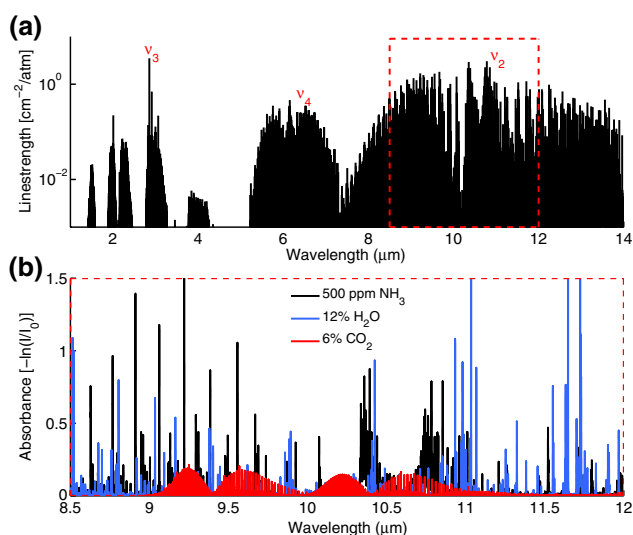 (a)
ν3
ν4
ν2
Linestrength [cm⁻²/atm]
10⁰
10⁻²
2 4 6 8 10 12 14
Wavelength (μm)
(b)
1.5
1
0.5
0
Absorbance [−ln(I/I₀)]
500 ppm NH₃
12% H₂O
6% CO₂
8.5 9 9.5 10 10.5 11 11.5 12
Wavelength (μm)